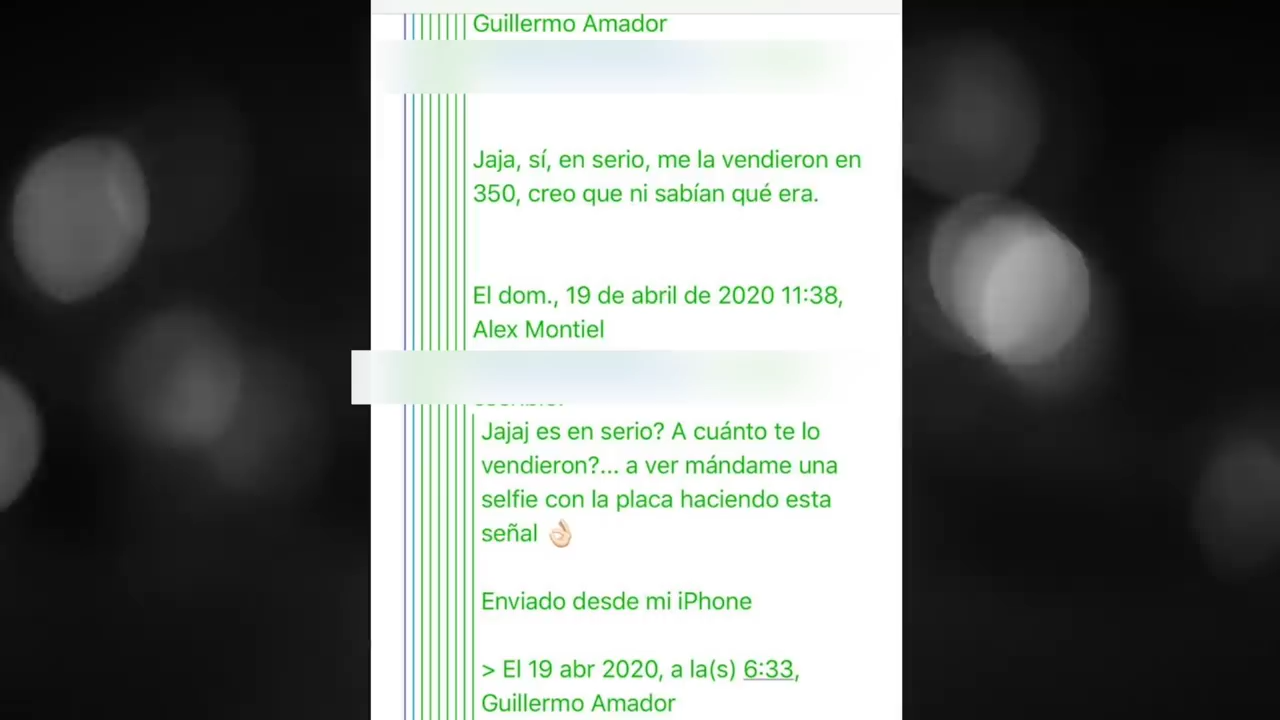 Guillermo Amador
Jaja, sí, en serio, me la vendieron en
350, creo que ni sabían qué era.
El dom., 19 de abril de 2020 11:38,
Alex Montiel
Jajaj es en serio? A cuánto te lo
vendieron?... a ver mándame una
selfie con la placa haciendo esta
señal 👌🏻
Enviado desde mi iPhone
> El 19 abr 2020, a la(s) 6:33,
Guillermo Amador